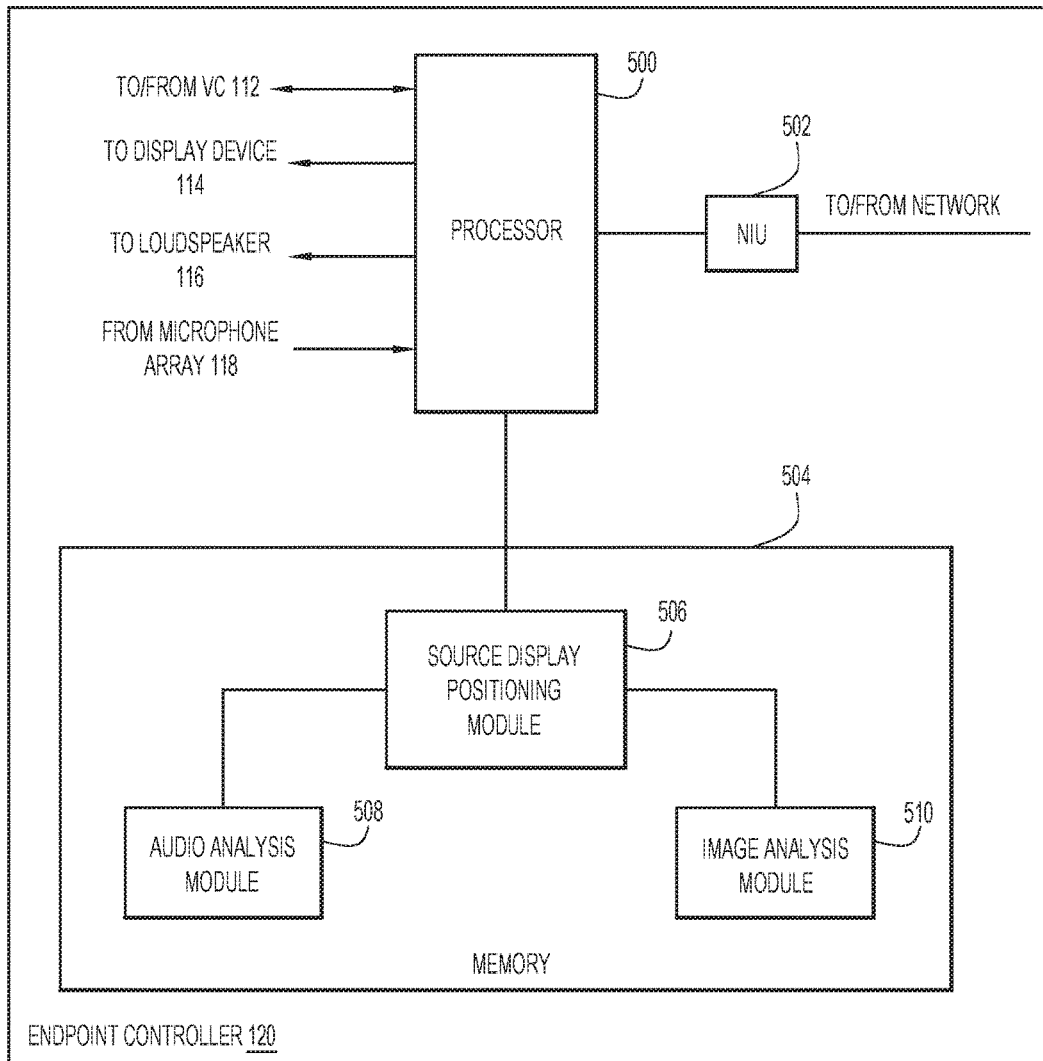 500
TO/FROM VC 112
502
TO DISPLAY DEVICE
114
TO/FROM NETWORK
PROCESSOR
NIU
TO LOUDSPEAKER
116
FROM MICROPHONE
ARRAY 118
504
506
SOURCE DISPLAY
POSITIONING
MODULE
508
510
AUDIO ANALYSIS
MODULE
IMAGE ANALYSIS
MODULE
MEMORY
ENDPOINT CONTROLLER 120